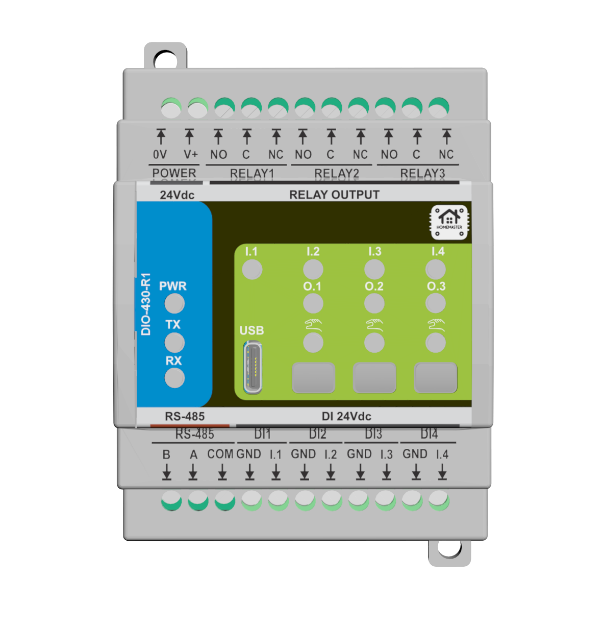 0V V+ NO C NC NO C NC NO C NC
POWER RELAY1 RELAY2 RELAY3
24Vdc RELAY OUTPUT
HOMEMASTER
DIO-430-R1
I.1 I.2 I.3 I.4
PWR O.1 O.2 O.3
TX
USB
RX
RS-485 DI 24Vdc
RS-485 DI1 DI2 DI3 DI4
B A COM GND I.1 GND I.2 GND I.3 GND I.4